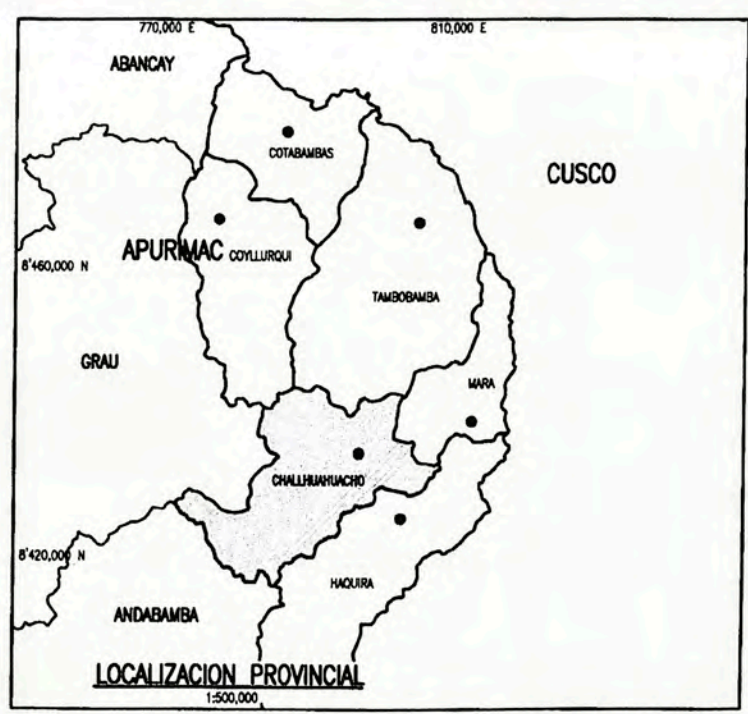 770,000 E
810,000 E
ABANCAY
COTABAMBAS
CUSCO
APURIMAC
COYLLURQUI
8'460,000 N
TAMBOBAMBA
GRAU
MARA
CHALLHUAHUACHO
8'420,000 N
HAQUIRA
ANDABAMBA
LOCALIZACION PROVINCIAL
1:500,000